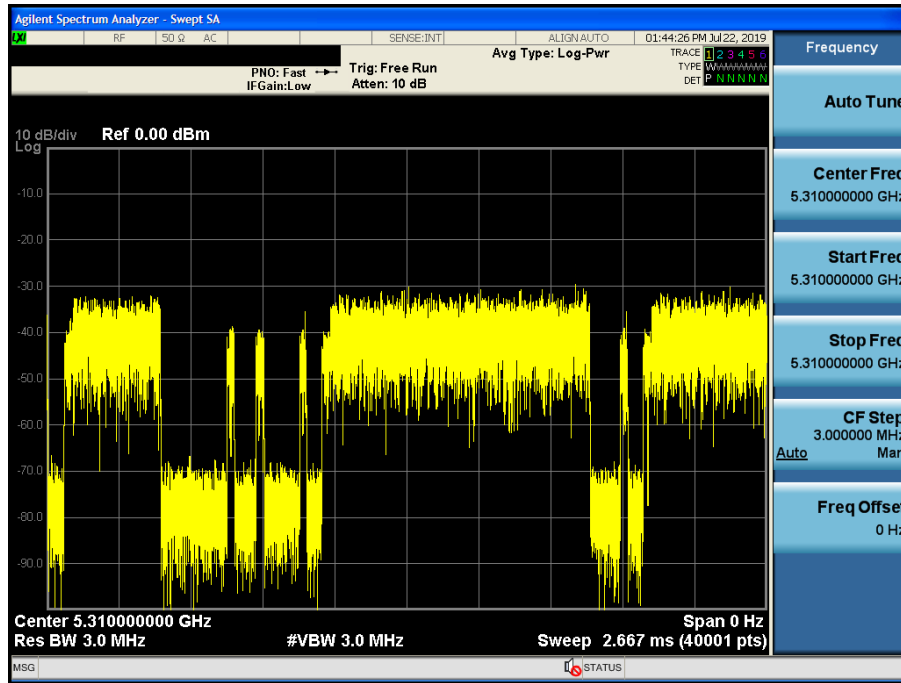 Agilent Spectrum Analyzer - Swept SA
LXI RF 50 Ω AC SENSE:INT ALIGN AUTO 01:44:26 PM Jul 22, 2019
Frequency
PNO: Fast Trig: Free Run Avg Type: Log-Pwr TRACE 1 2 3 4 5 6
IFGain:Low Atten: 10 dB TYPE WWWWWW
DET P N N N N N
Auto Tune
10 dB/div Ref 0.00 dBm
Log
-10.0
-20.0
-30.0
-40.0
-50.0
-60.0
-70.0
-80.0
-90.0
Center Freq
5.310000000 GHz
Start Freq
5.310000000 GHz
Stop Freq
5.310000000 GHz
CF Step
3.000000 MHz
Auto Man
Freq Offset
0 Hz
Center 5.310000000 GHz Span 0 Hz
Res BW 3.0 MHz #VBW 3.0 MHz Sweep 2.667 ms (40001 pts)
MSG STATUS